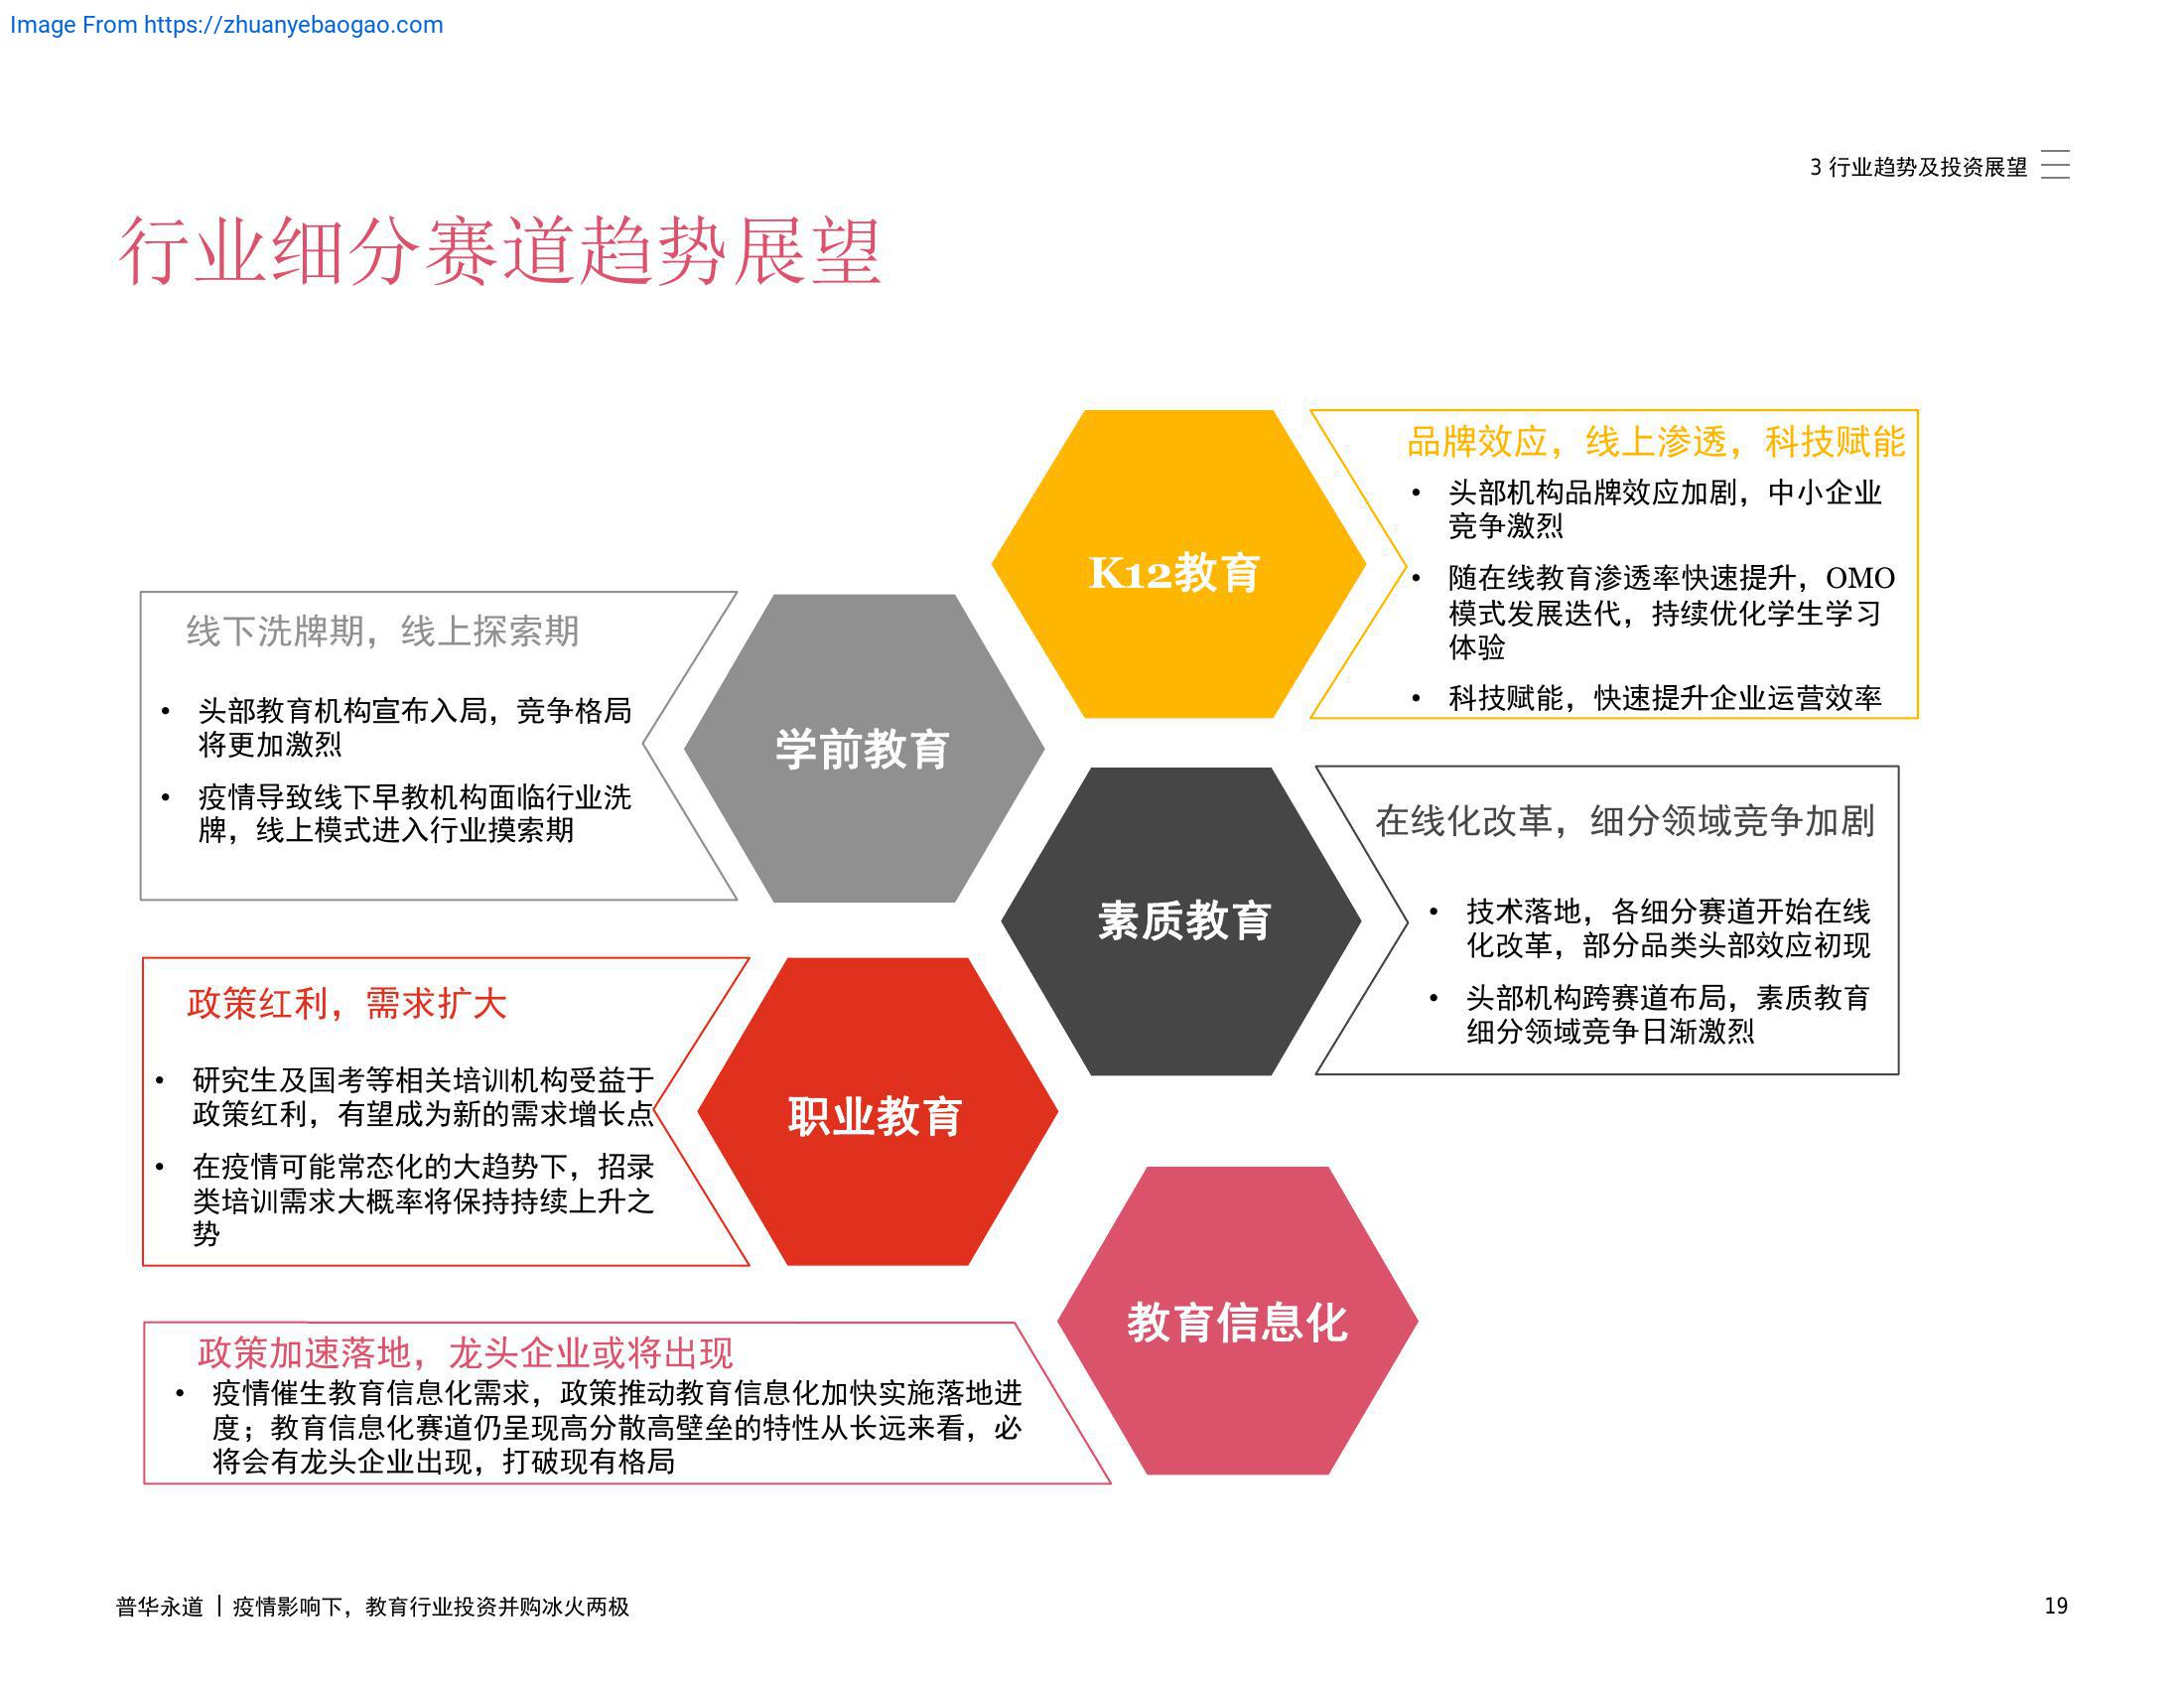 Image From https://zhuanyebaogao.com
3 行业趋势及投资展望
行业细分赛道趋势展望
K12教育
品牌效应，线上渗透，科技赋能
• 头部机构品牌效应加剧，中小企业
竞争激烈
• 随在线教育渗透率快速提升，OMO
模式发展迭代，持续优化学生学习
体验
• 科技赋能，快速提升企业运营效率
线下洗牌期，线上探索期
• 头部教育机构宣布入局，竞争格局
将更加激烈
• 疫情导致线下早教机构面临行业洗
牌，线上模式进入行业摸索期
学前教育
素质教育
在线化改革，细分领域竞争加剧
• 技术落地，各细分赛道开始在线
化改革，部分品类头部效应初现
• 头部机构跨赛道布局，素质教育
细分领域竞争日渐激烈
政策红利，需求扩大
• 研究生及国考等相关培训机构受益于
政策红利，有望成为新的需求增长点
• 在疫情可能常态化的大趋势下，招录
类培训需求大概率将保持持续上升之
势
职业教育
教育信息化
政策加速落地，龙头企业或将出现
• 疫情催生教育信息化需求，政策推动教育信息化加快实施落地进
度；教育信息化赛道仍呈现高分散高壁垒的特性从长远来看，必
将会有龙头企业出现，打破现有格局
普华永道 | 疫情影响下，教育行业投资并购冰火两极
19